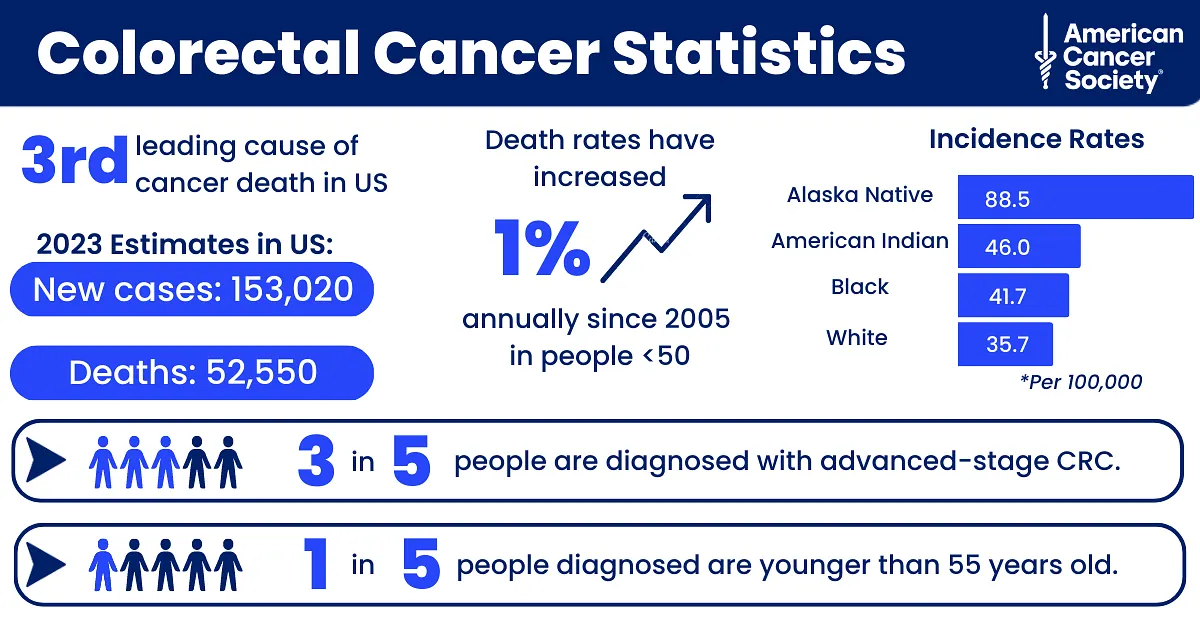 Colorectal Cancer Statistics
American
Cancer
Society®
3rd
leading cause of
cancer death in US
2023 Estimates in US:
New cases: 153,020
Deaths: 52,550
Death rates have
increased
1%
annually since 2005
in people <50
Incidence Rates
Alaska Native 88.5
American Indian 46.0
Black 41.7
White 35.7
*Per 100,000
3 in 5 people are diagnosed with advanced-stage CRC.
1 in 5 people diagnosed are younger than 55 years old.